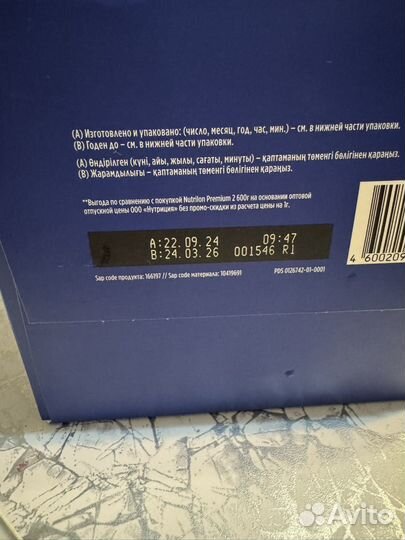 (A) Изготовлено и упаковано: (число, месяц, год, час, мин.) – см. в нижней части упаковки.
(B) Годен до – см. в нижней части упаковки.
(A) Өндірілген (күні, айы, жылы, сағаты, минуты) – қаптаманың төменгі бөлігінен қараңыз.
(B) Жарамдылығы – қаптаманың төменгі бөлігінен қараңыз.
**Выгода по сравнению с покупкой Nutrilon Premium 2 600г на основании оптовой
отпускной цены ООО «Нутриция» без промо-скидки из расчета цены на 1г.
A:22.09.24 09:47
B:24.03.26 001546 R1
Sap code продукта: 166197 // Sap code материала: 10419691 PDS 0126742-01-0001
4 600209
Avito